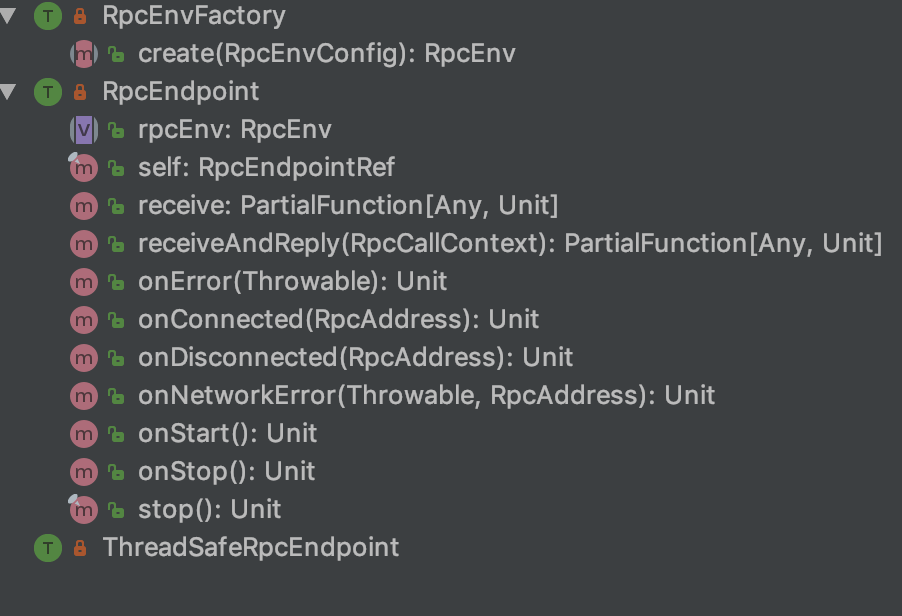 T RpcEnvFactory
m create(RpcEnvConfig): RpcEnv
T RpcEndpoint
V rpcEnv: RpcEnv
m self: RpcEndpointRef
m receive: PartialFunction[Any, Unit]
m receiveAndReply(RpcCallContext): PartialFunction[Any, Unit]
m onError(Throwable): Unit
m onConnected(RpcAddress): Unit
m onDisconnected(RpcAddress): Unit
m onNetworkError(Throwable, RpcAddress): Unit
m onStart(): Unit
m onStop(): Unit
m stop(): Unit
T ThreadSafeRpcEndpoint